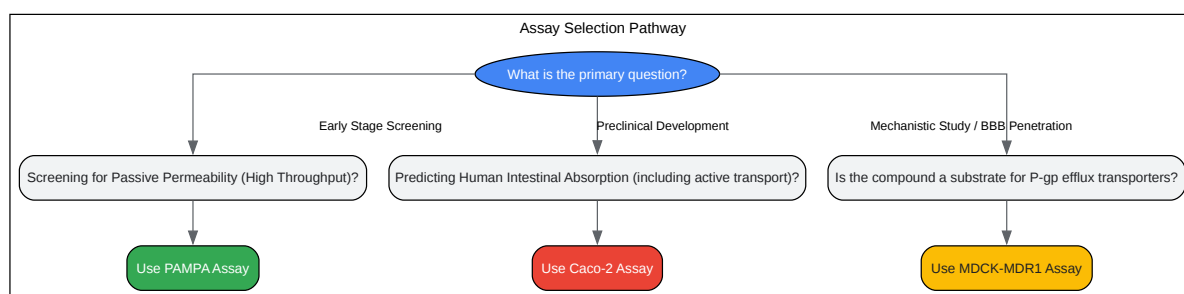 Assay Selection Pathway
What is the primary question?
Early Stage Screening
Preclinical Development
Mechanistic Study / BBB Penetration
Screening for Passive Permeability (High Throughput)?
Predicting Human Intestinal Absorption (including active transport)?
Is the compound a substrate for P-gp efflux transporters?
Use PAMPA Assay
Use Caco-2 Assay
Use MDCK-MDR1 Assay